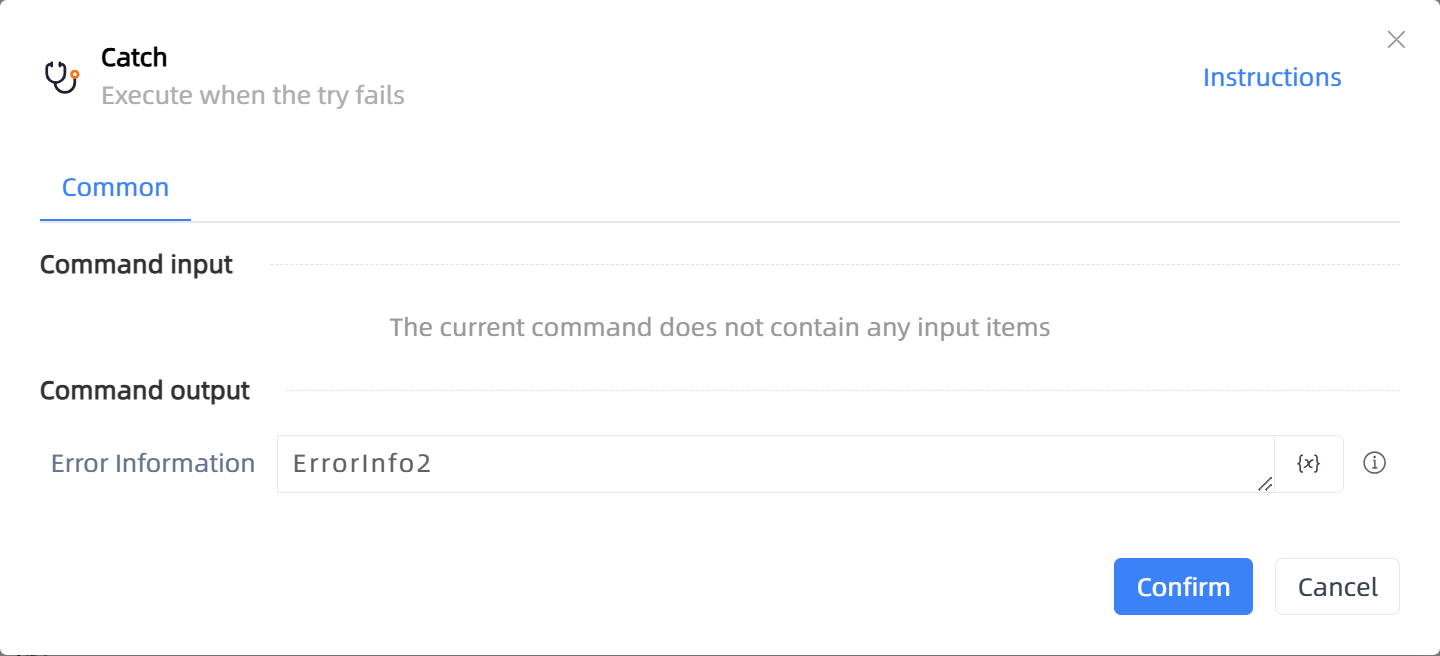 Catch
Execute when the try fails
Instructions
Common
Command input
The current command does not contain any input items
Command output
Error Information
ErrorInfo2
{x}
Confirm
Cancel